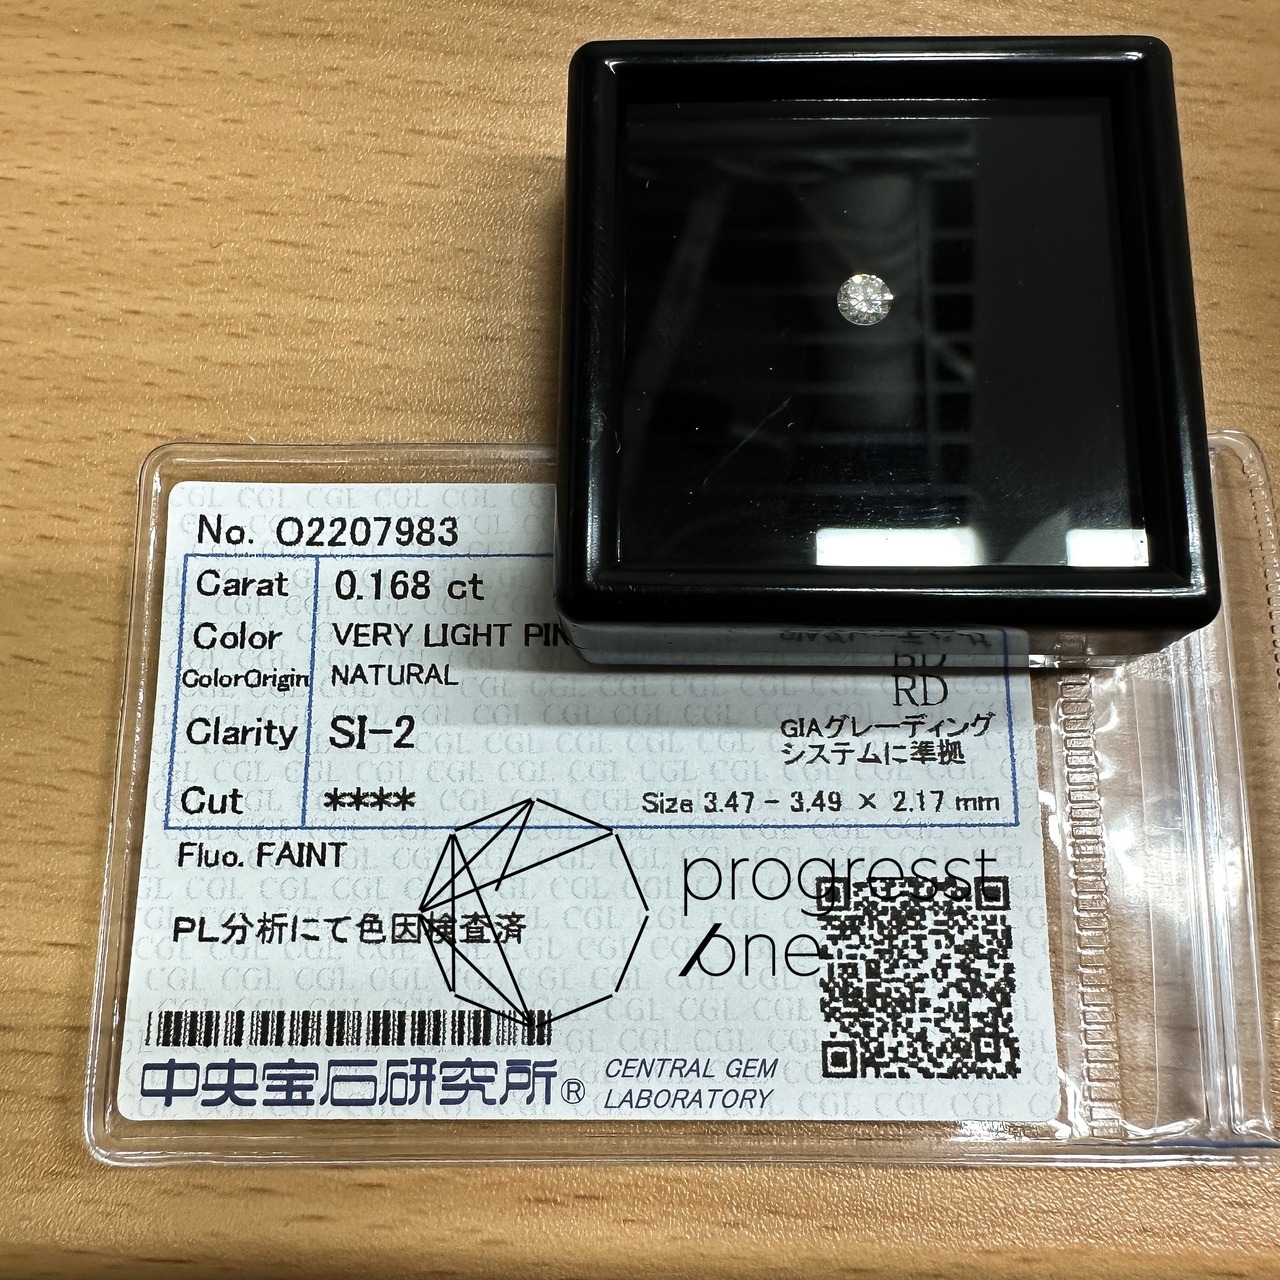 No. O2207983
Carat 0.168 ct
Color VERY LIGHT PIN
ColorOrigin NATURAL
RD
RD
Clarity SI-2
GIAグレーディング
システムに準拠
Cut ****
Size 3.47 - 3.49 × 2.17 mm
Fluo. FAINT
progresst
one
PL分析にて色因検査済
中央宝石研究所®
CENTRAL GEM
LABORATORY